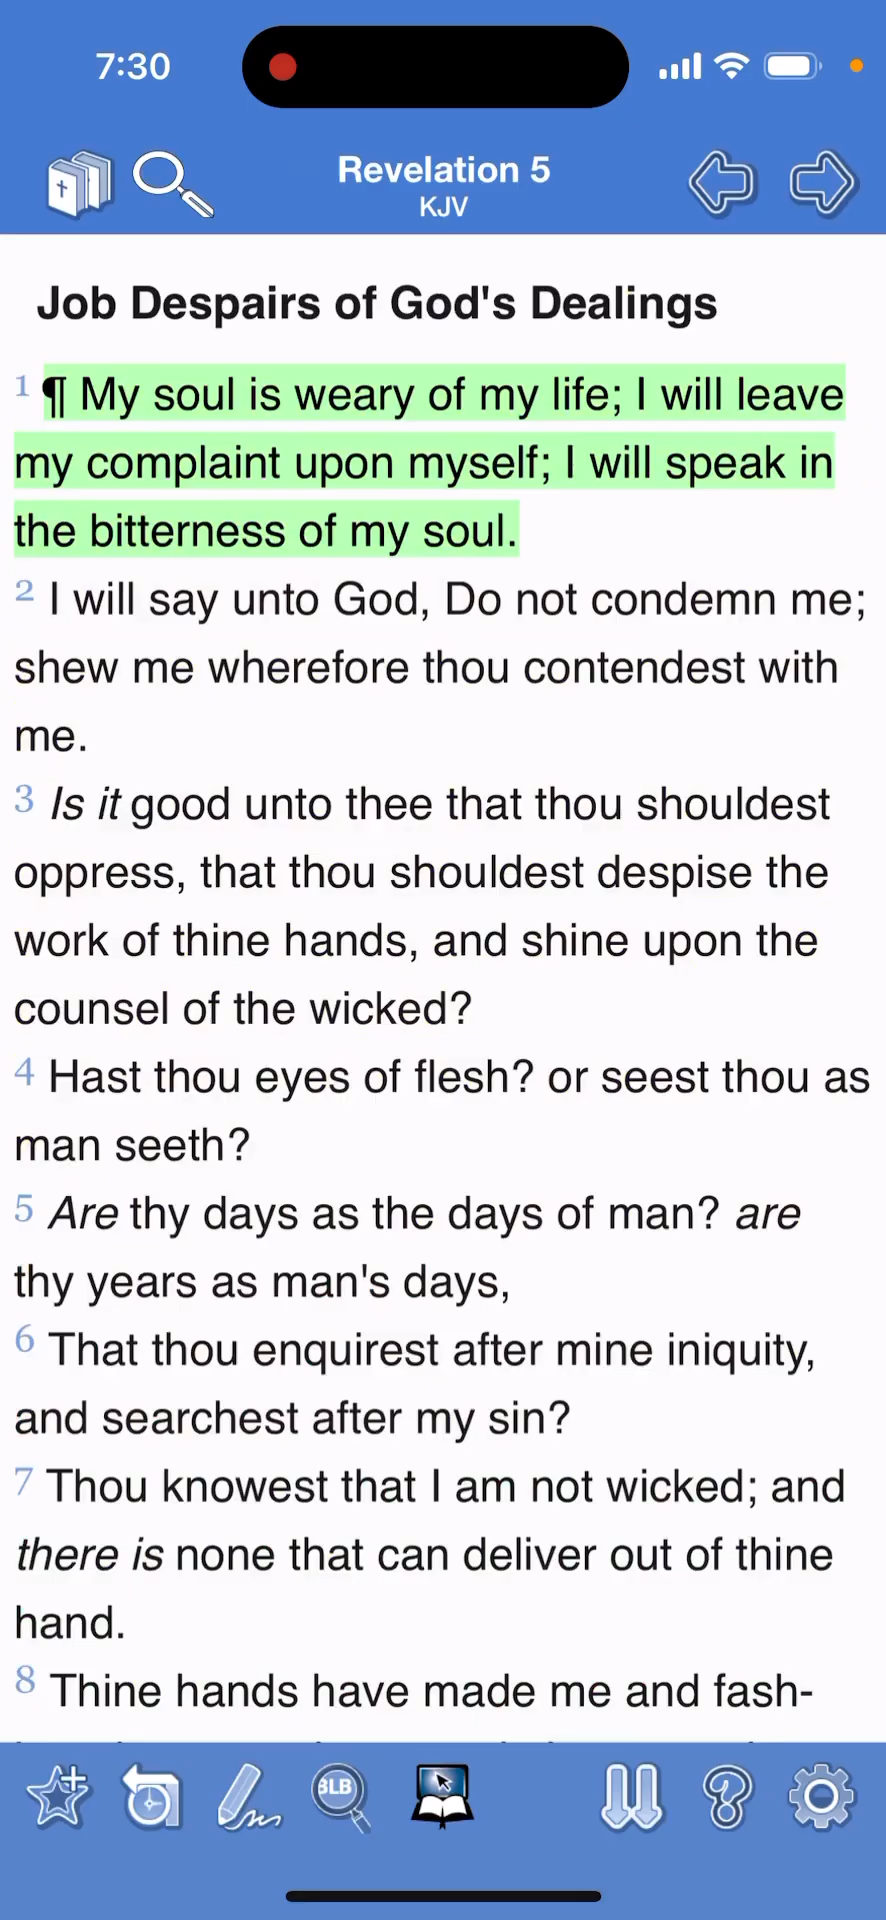 7:30
Revelation 5
KJV
Job Despairs of God's Dealings
1 ¶ My soul is weary of my life; I will leave
my complaint upon myself; I will speak in
the bitterness of my soul.
2 I will say unto God, Do not condemn me;
shew me wherefore thou contendest with
me.
3 Is it good unto thee that thou shouldest
oppress, that thou shouldest despise the
work of thine hands, and shine upon the
counsel of the wicked?
4 Hast thou eyes of flesh? or seest thou as
man seeth?
5 Are thy days as the days of man? are
thy years as man's days,
6 That thou enquirest after mine iniquity,
and searchest after my sin?
7 Thou knowest that I am not wicked; and
there is none that can deliver out of thine
hand.
8 Thine hands have made me and fash-
BLB